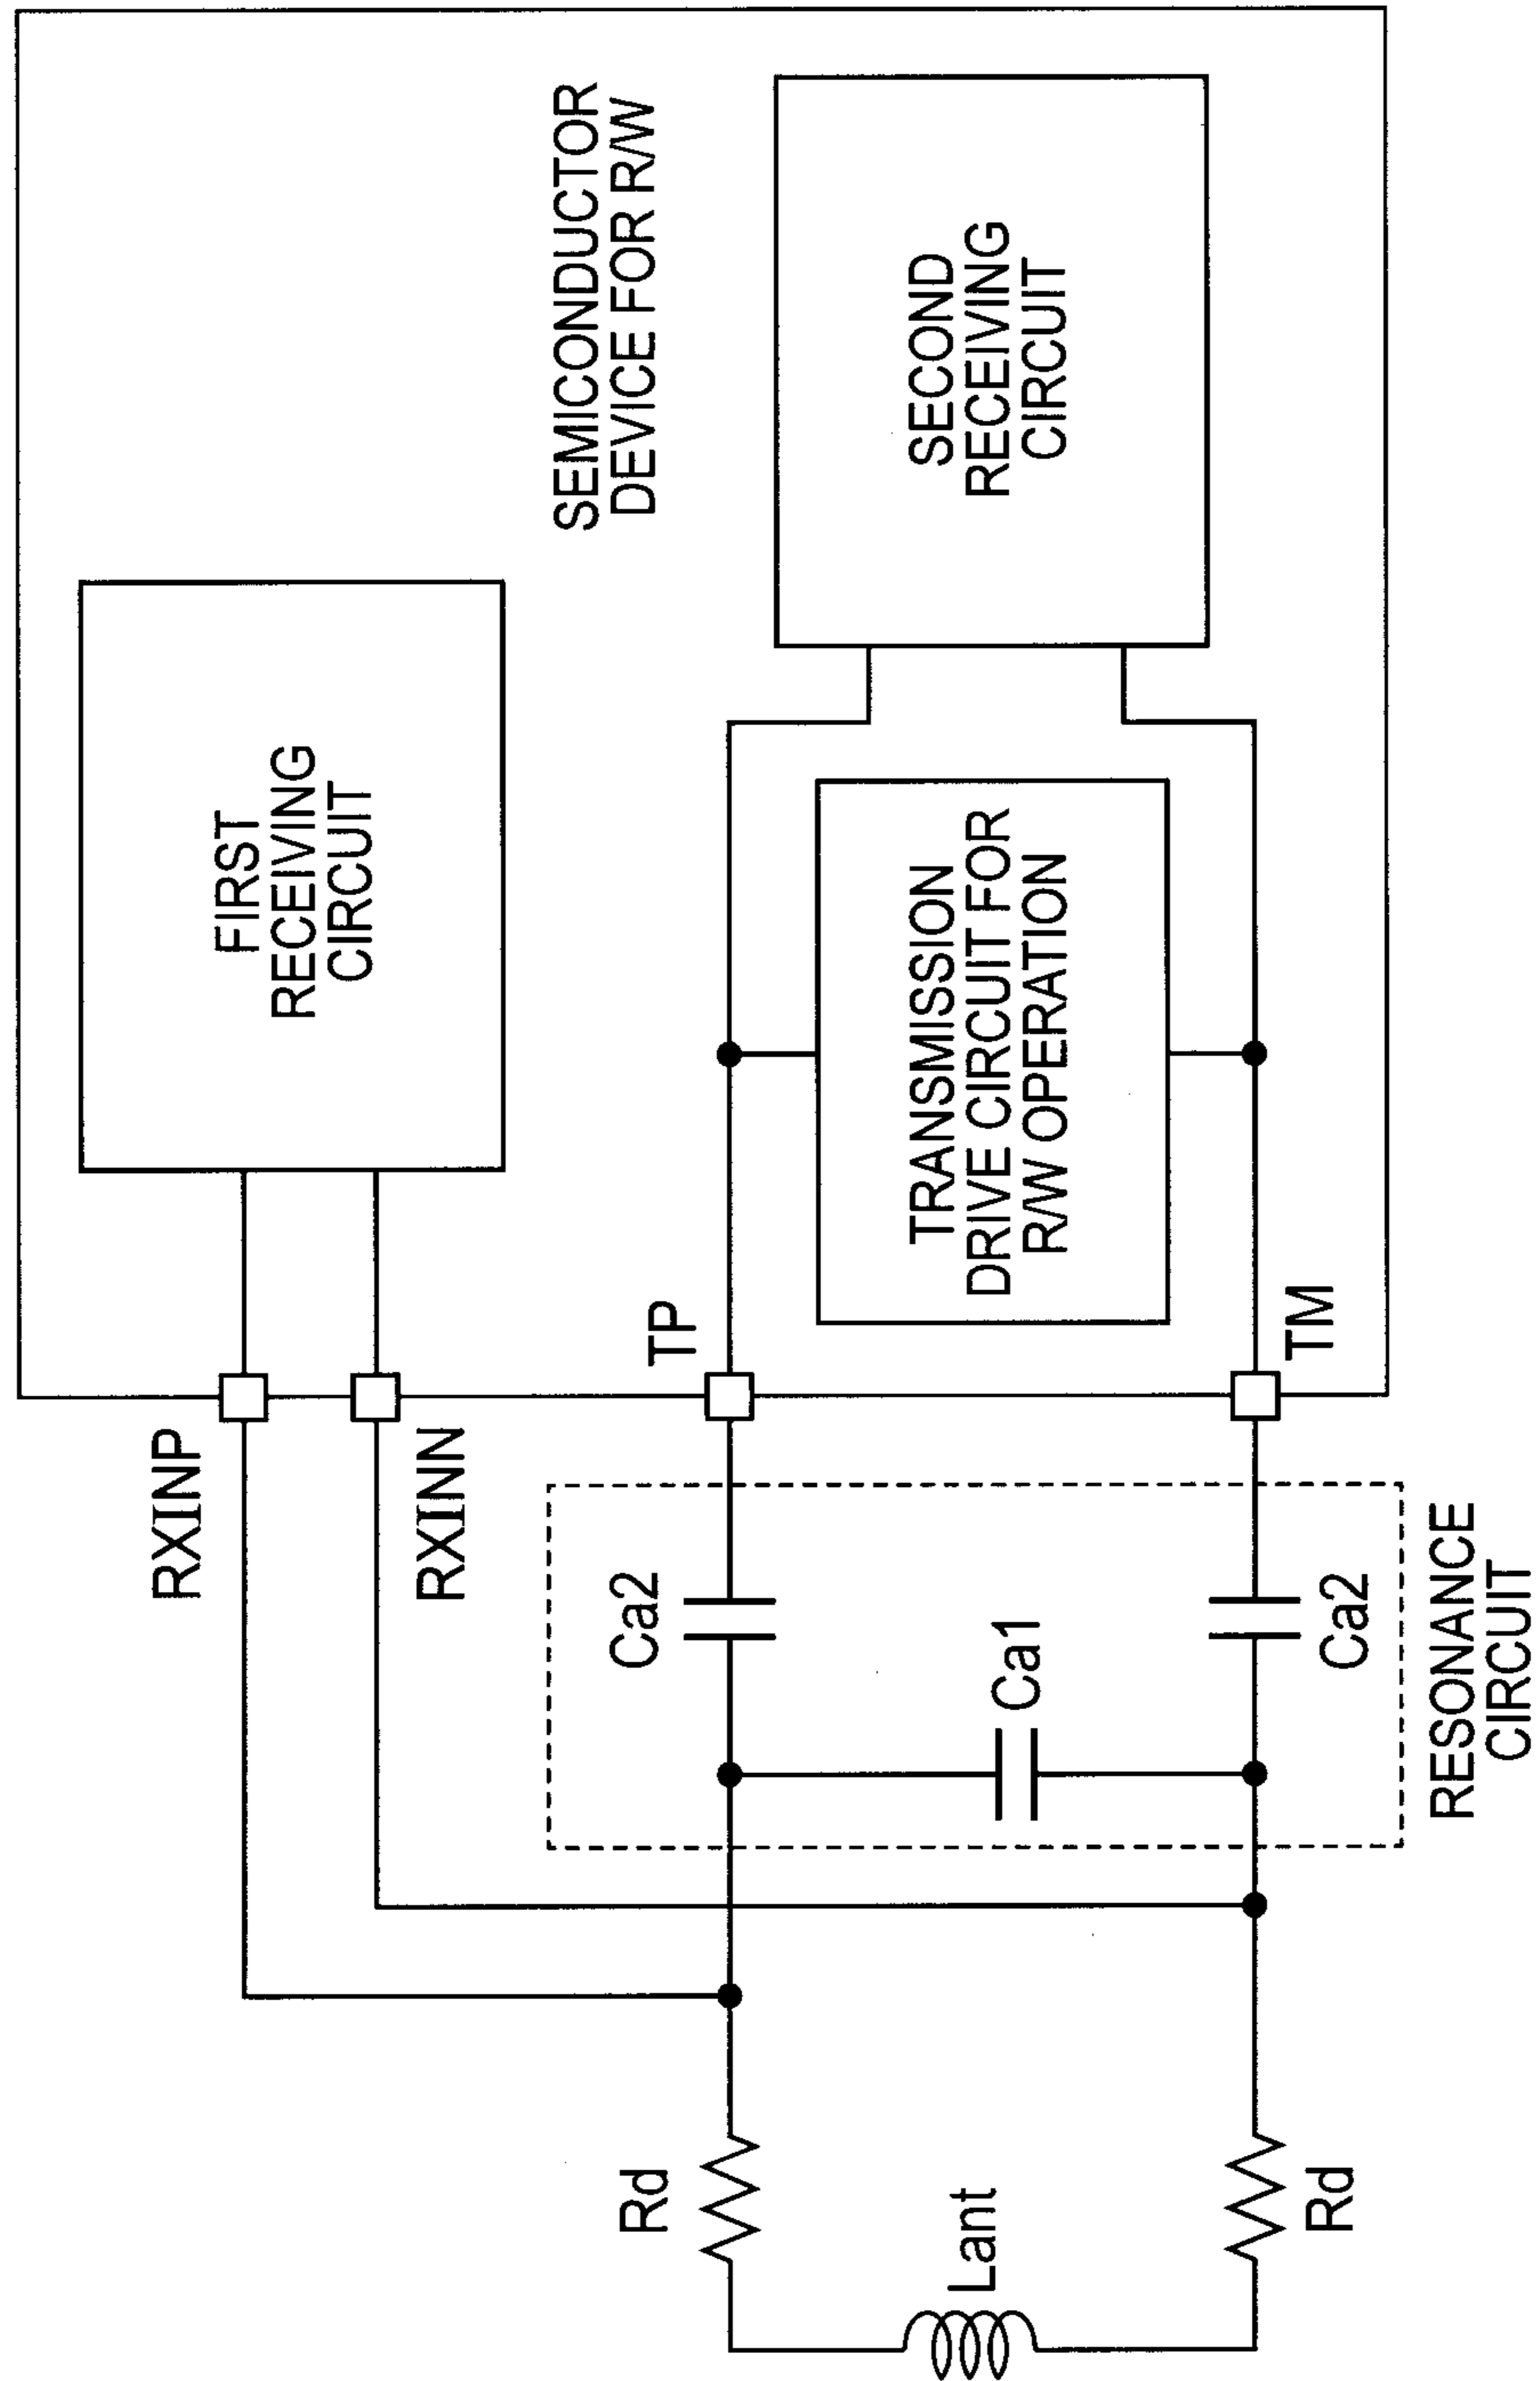 FIRST
RECEIVING
CIRCUIT
SEMICONDUCTOR
DEVICE FOR R/W
RXINP
RXINN
TP
TRANSMISSION
DRIVE CIRCUIT FOR
R/W OPERATION
SECOND
RECEIVING
CIRCUIT
TM
Rd
Lant
Rd
Ca2
Ca1
Ca2
RESONANCE
CIRCUIT